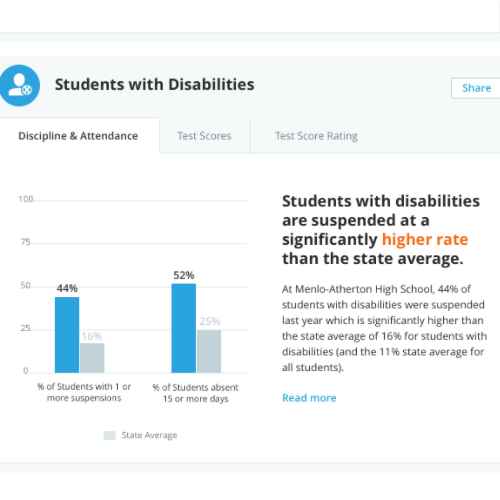 Students with Disabilities
Share
Discipline & Attendance
Test Scores
Test Score Rating
100
75
50
25
0
44%
16%
52%
25%
% of Students with 1 or
more suspensions
% of Students absent
15 or more days
State Average
Students with disabilities
are suspended at a
significantly higher rate
than the state average.
At Menlo-Atherton High School, 44% of
students with disabilities were suspended
last year which is significantly higher than
the state average of 16% for students with
disabilities (and the 11% state average for
all students).
Read more